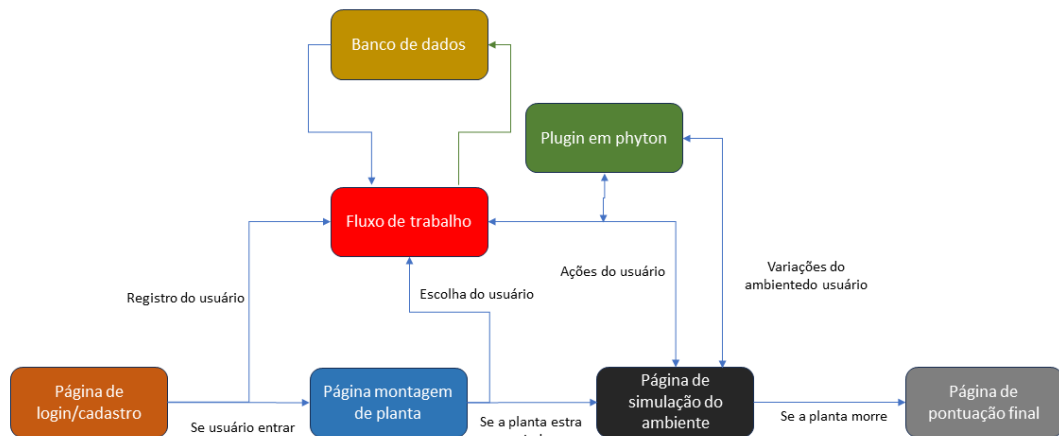 Banco de dados
Plugin em phyton
Fluxo de trabalho
Registro do usuário
Escolha do usuário
Ações do usuário
Variações do
ambientedo usuário
Página de
login/cadastro
Se usuário entrar
Página montagem
de planta
Se a planta estra
Página de
simulação do
ambiente
Se a planta morre
Página de
pontuação final